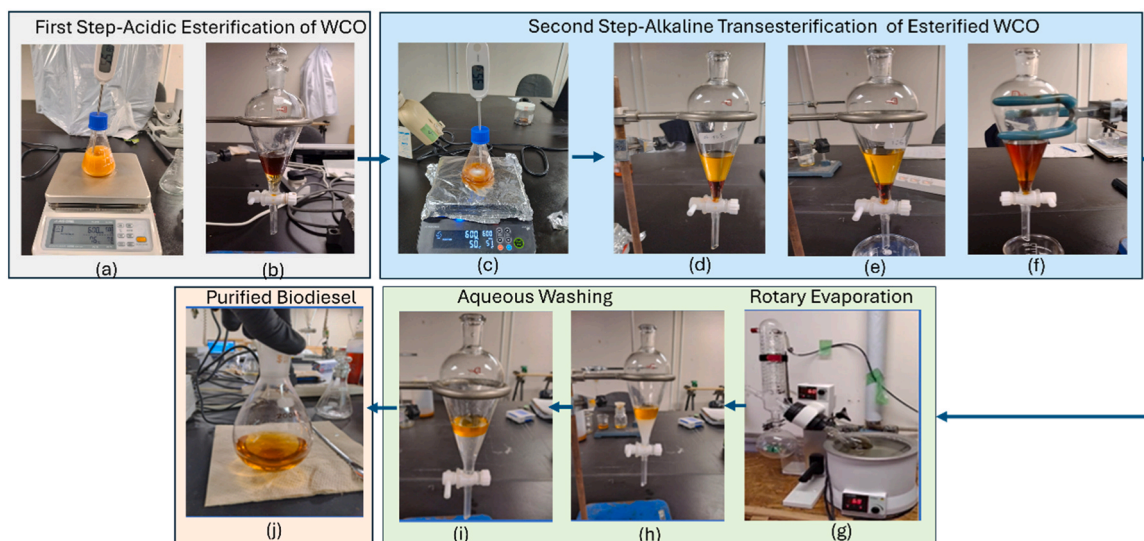 First Step-Acidic Esterification of WCO
Second Step-Alkaline Transesterification of Esterified WCO
(a)
(b)
(c)
(d)
(e)
(f)
Purified Biodiesel
Aqueous Washing
Rotary Evaporation
(j)
(i)
(h)
(g)